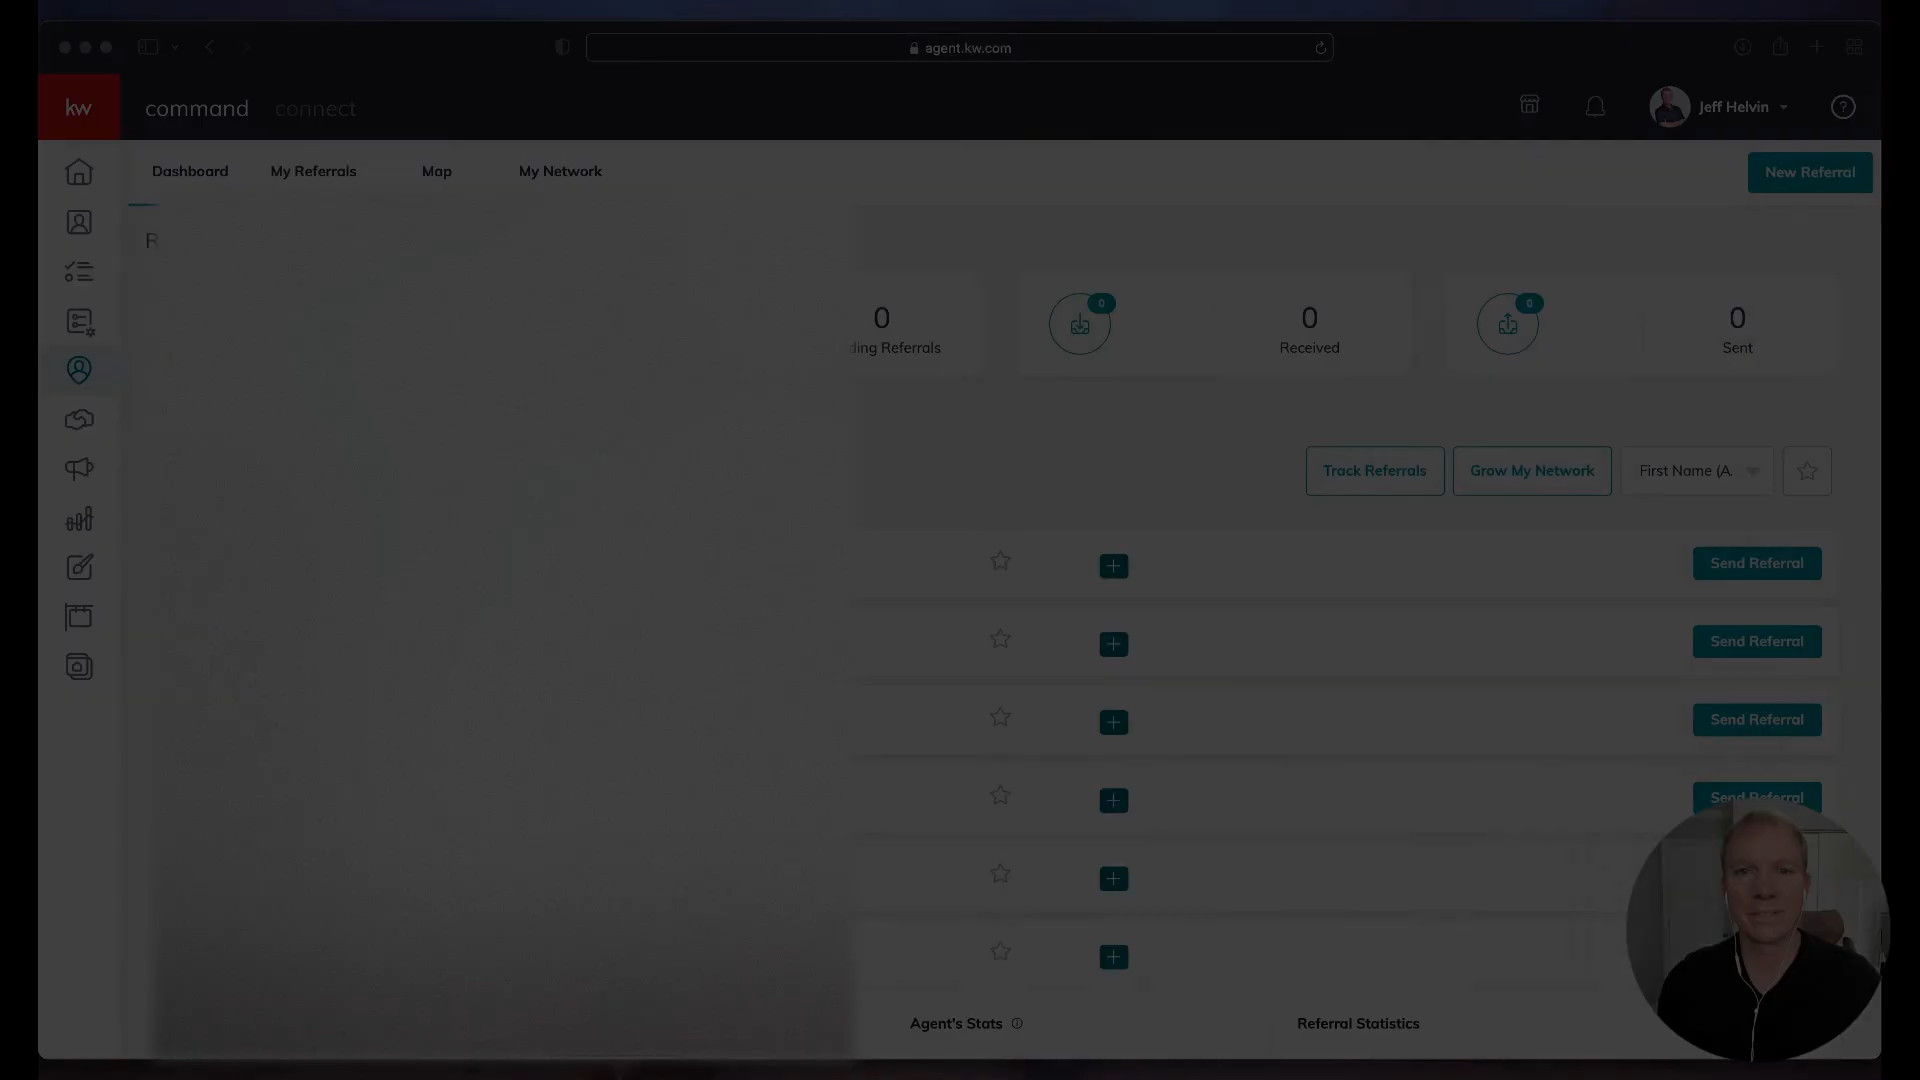 agent.kw.com
kw command connect Jeff Helvin ?
Dashboard My Referrals Map My Network New Referral
R
0 0 0 0 0
ding Referrals Received Sent
Track Referrals Grow My Network First Name (A.
Send Referral
Send Referral
Send Referral
Send Referral
Agent's Stats Referral Statistics